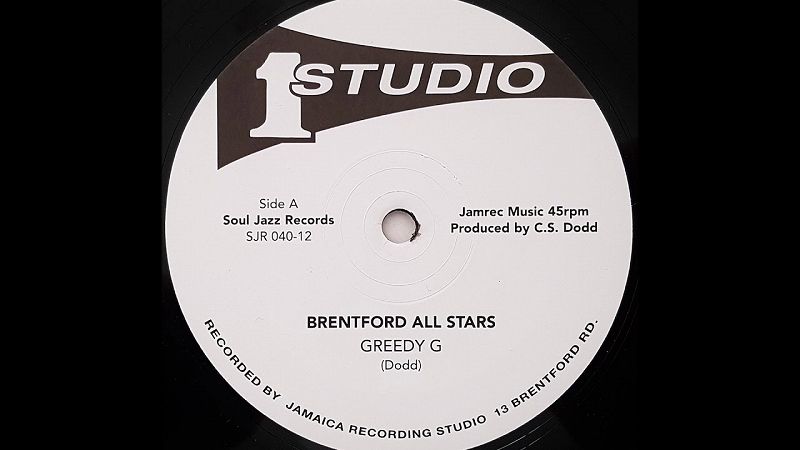 1 STUDIO
Side A
Soul Jazz Records
SJR 040-12
Jamrec Music 45rpm
Produced by C.S. Dodd
BRENTFORD ALL STARS
GREEDY G
(Dodd)
RECORDED BY JAMAICA RECORDING STUDIO 13 BRENTFORD RD.